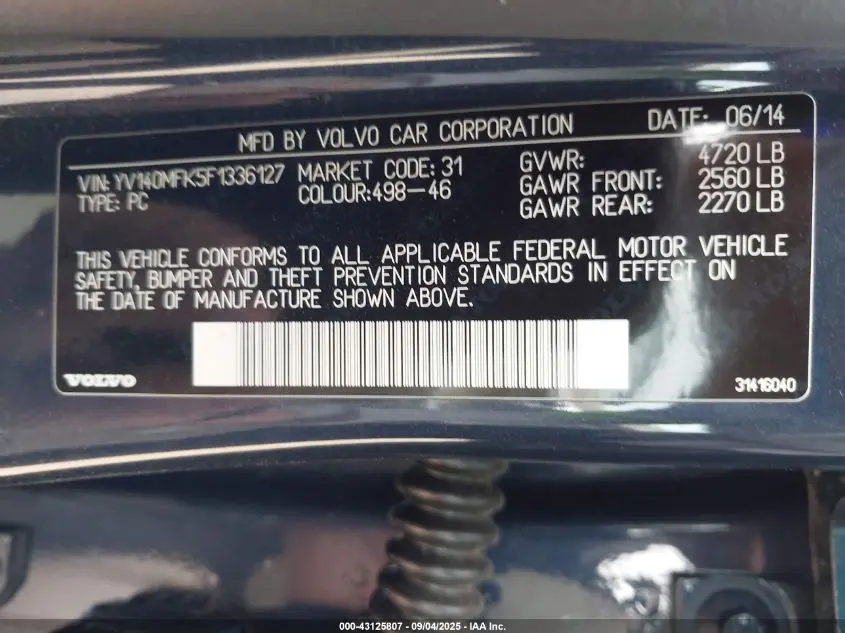 MFD BY VOLVO CAR CORPORATION DATE: 06/14
VIN: YV140MFK5F1336127 MARKET CODE: 31 GVWR: 4720 LB
TYPE: PC COLOUR:498-46 GAWR FRONT: 2560 LB
GAWR REAR: 2270 LB
THIS VEHICLE CONFORMS TO ALL APPLICABLE FEDERAL MOTOR VEHICLE
SAFETY, BUMPER AND THEFT PREVENTION STANDARDS IN EFFECT ON
THE DATE OF MANUFACTURE SHOWN ABOVE.
VOLVO 31416040
000-43125807 - 09/04/2025 - IAA Inc.